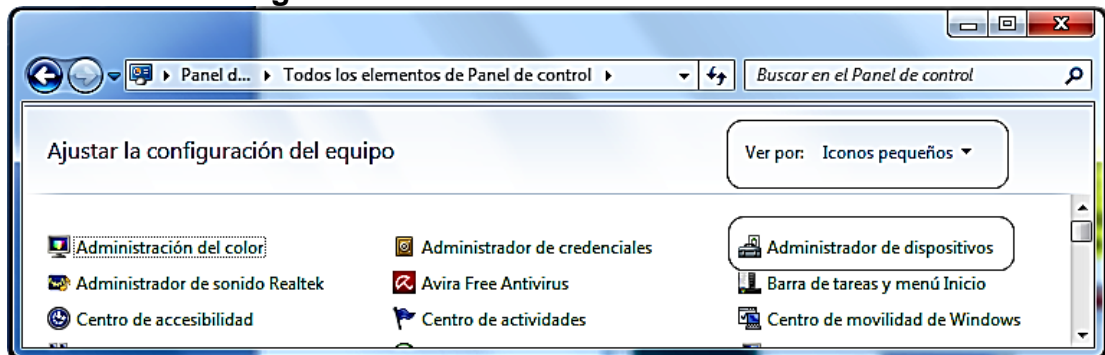 Panel d... Todos los elementos de Panel de control Buscar en el Panel de control
Ajustar la configuración del equipo Ver por: Iconos pequeños
Administración del color Administrador de credenciales Administrador de dispositivos
Administrador de sonido Realtek Avira Free Antivirus Barra de tareas y menú Inicio
Centro de accesibilidad Centro de actividades Centro de movilidad de Windows